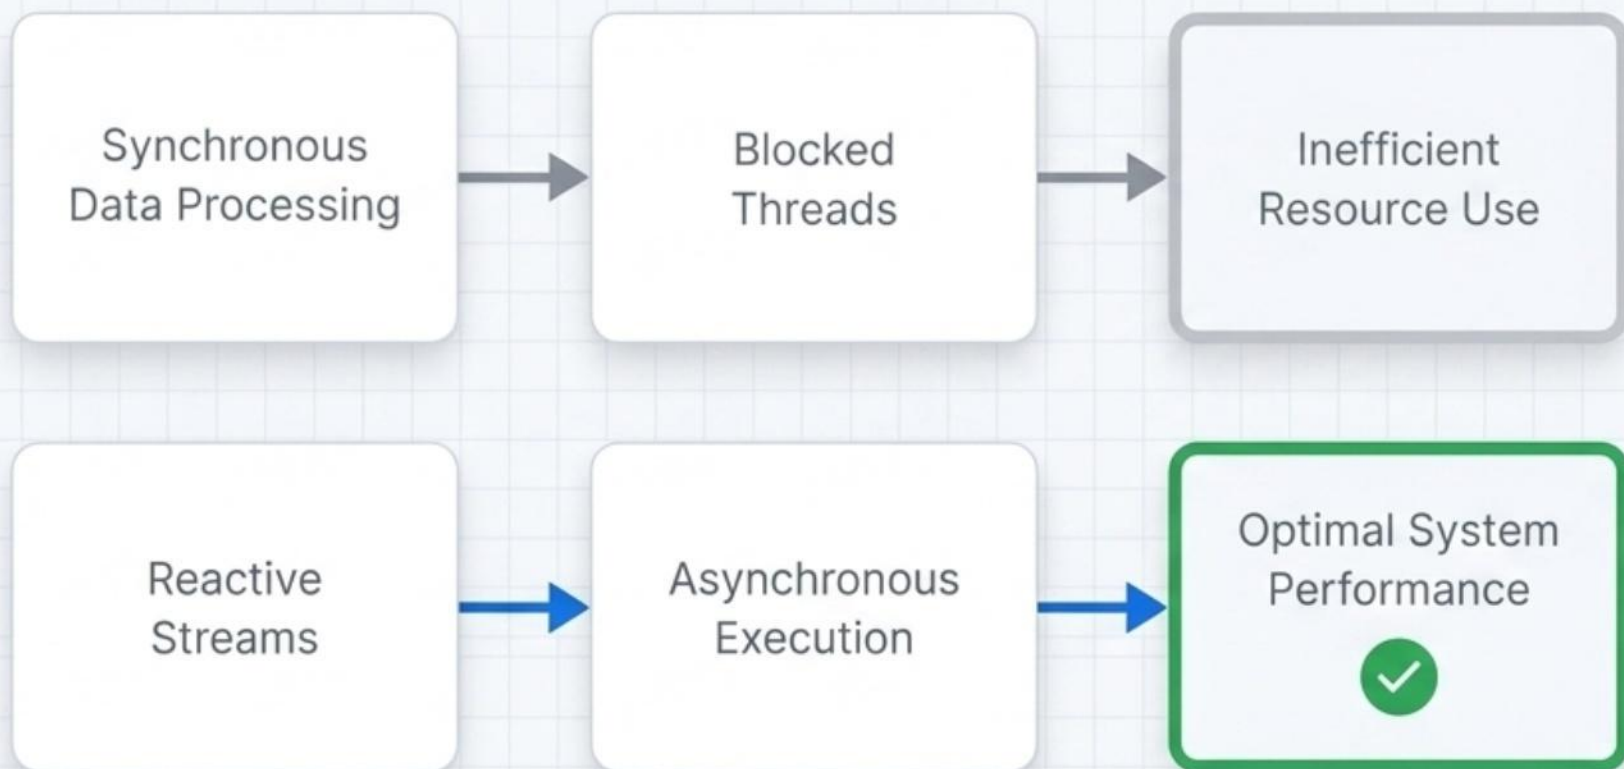 Synchronous
Data Processing
Blocked
Threads
Inefficient
Resource Use
Reactive
Streams
Asynchronous
Execution
Optimal System
Performance